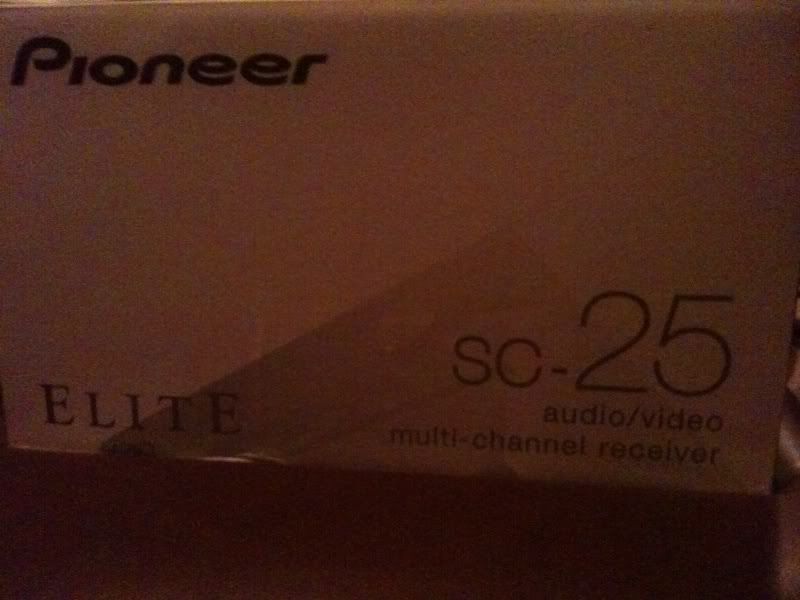 Pioneer
SC-25
ELITE
audio/video
multi-channel receiver